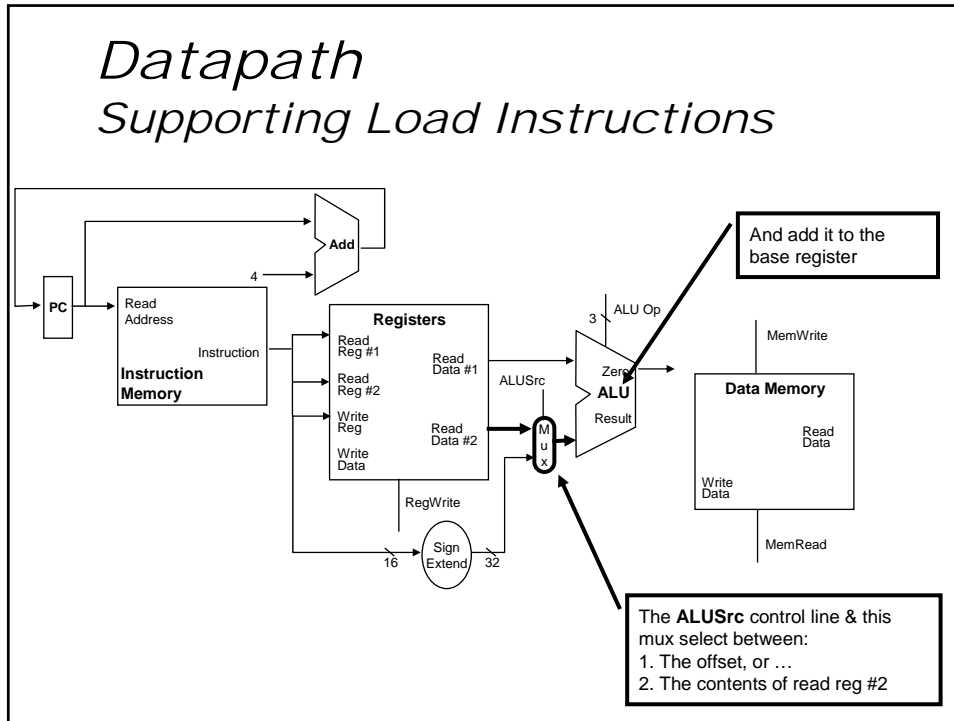 Datapath
Supporting Load Instructions
And add it to the
base register
Add
4
PC
Read
Address
Instruction
Instruction
Memory
Registers
Read
Reg #1
Read
Reg #2
Write
Reg
Write
Data
Read
Data #1
Read
Data #2
RegWrite
16
Sign
Extend
32
ALUSrc
M
u
x
3
ALU Op
Zero
ALU
Result
MemWrite
Data Memory
Read
Data
Write
Data
MemRead
The ALUSrc control line & this
mux select between:
1. The offset, or …
2. The contents of read reg #2